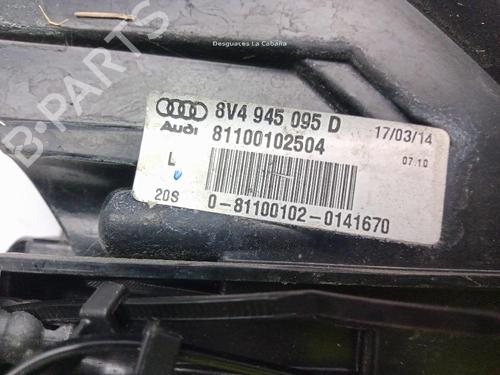 B-PARTS
Desguaces La Cabaña
8V4 945 095 D
17/03/14
Audi
81100102504
07.10
L
20S
0-81100102-0141670